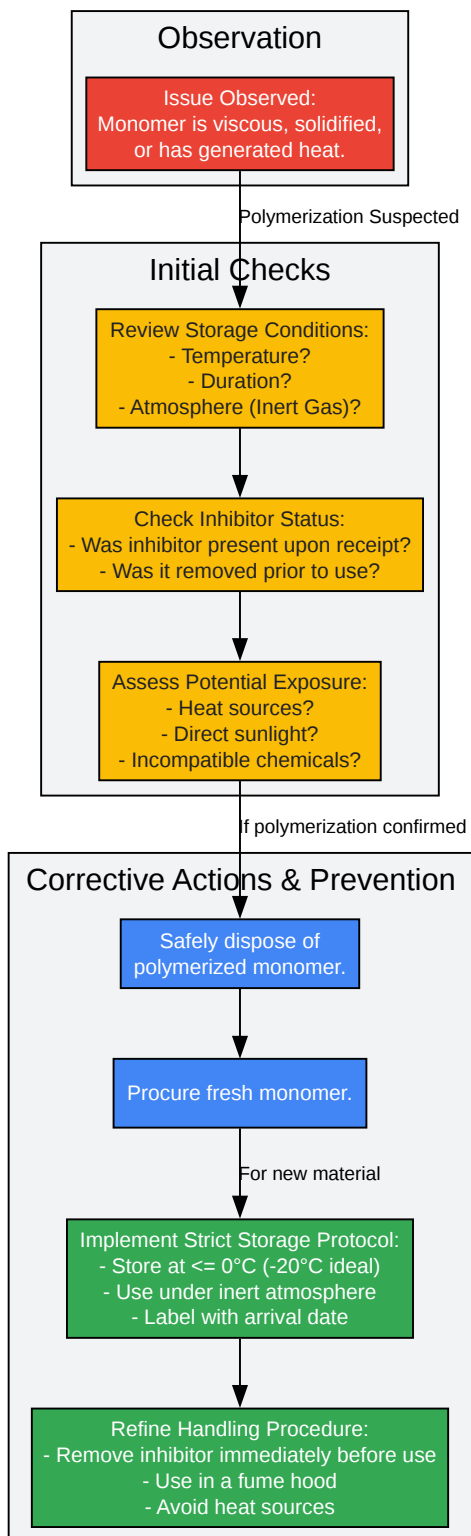 Observation
Issue Observed:
Monomer is viscous, solidified,
or has generated heat.
Polymerization Suspected
Initial Checks
Review Storage Conditions:
- Temperature?
- Duration?
- Atmosphere (Inert Gas)?
Check Inhibitor Status:
- Was inhibitor present upon receipt?
- Was it removed prior to use?
Assess Potential Exposure:
- Heat sources?
- Direct sunlight?
- Incompatible chemicals?
If polymerization confirmed
Corrective Actions & Prevention
Safely dispose of
polymerized monomer.
Procure fresh monomer.
For new material
Implement Strict Storage Protocol:
- Store at <= 0°C (-20°C ideal)
- Use under inert atmosphere
- Label with arrival date
Refine Handling Procedure:
- Remove inhibitor immediately before use
- Use in a fume hood
- Avoid heat sources